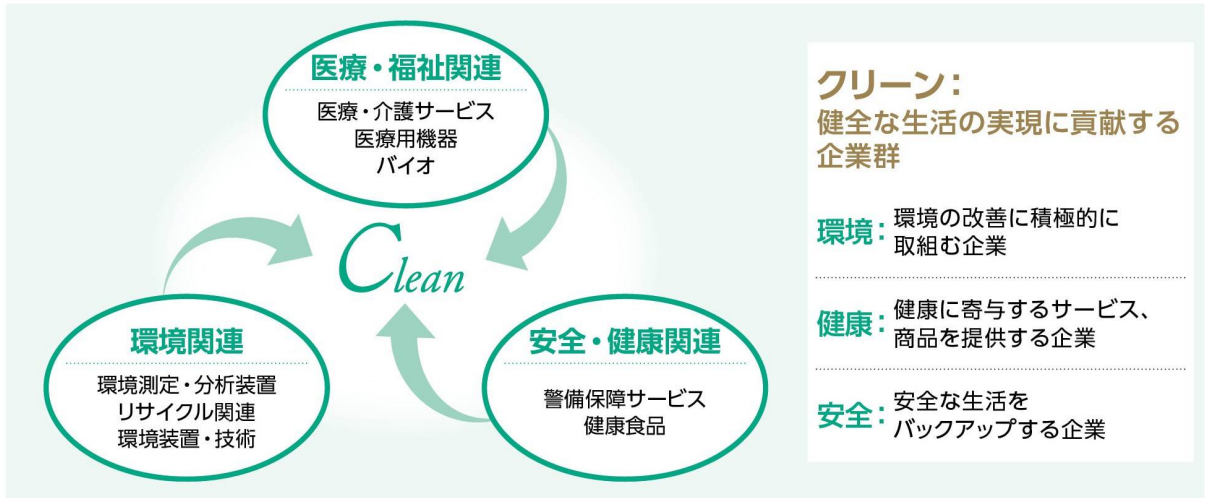 医療・福祉関連
医療・介護サービス
医療用機器
バイオ
Clean
環境関連
環境測定・分析装置
リサイクル関連
環境装置・技術
安全・健康関連
警備保障サービス
健康食品
クリーン：
健全な生活の実現に貢献する
企業群
環境： 環境の改善に積極的に
取組む企業
健康： 健康に寄与するサービス、
商品を提供する企業
安全： 安全な生活を
バックアップする企業